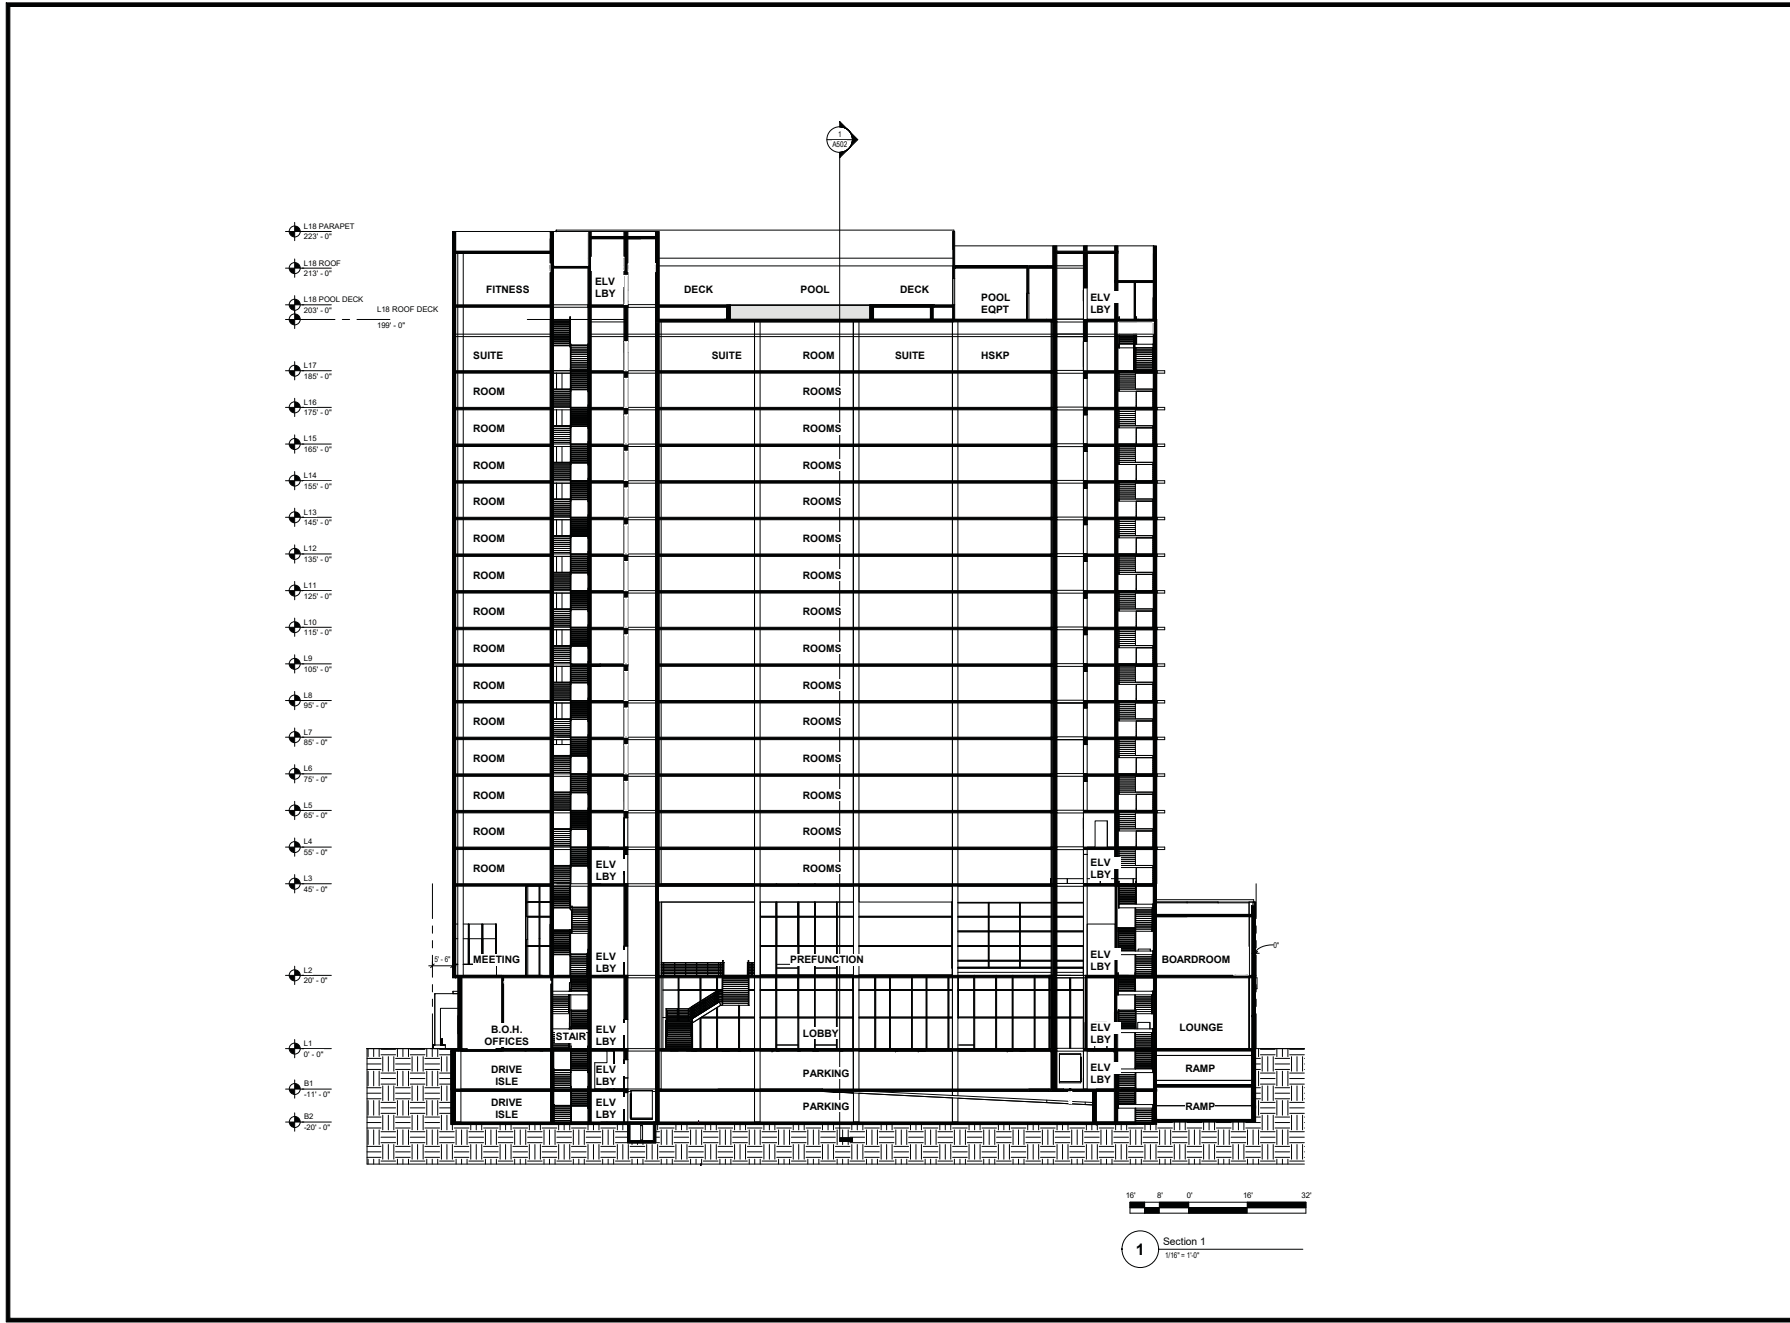 1
A502
L18 PARAPET
223' - 0"
L18 ROOF
213' - 0"
L18 POOL DECK
203' - 0"
L18 ROOF DECK
199' - 0"
FITNESS
ELV
LBY
DECK
POOL
DECK
POOL
EQPT
ELV
LBY
SUITE
SUITE
ROOM
SUITE
HSKP
L17
185' - 0"
ROOM
ROOMS
L16
175' - 0"
ROOM
ROOMS
L15
165' - 0"
ROOM
ROOMS
L14
155' - 0"
ROOM
ROOMS
L13
145' - 0"
ROOM
ROOMS
L12
135' - 0"
ROOM
ROOMS
L11
125' - 0"
ROOM
ROOMS
L10
115' - 0"
ROOM
ROOMS
L9
105' - 0"
ROOM
ROOMS
L8
95' - 0"
ROOM
ROOMS
L7
85' - 0"
ROOM
ROOMS
L6
75' - 0"
ROOM
ROOMS
L5
65' - 0"
ROOM
ROOMS
L4
55' - 0"
ROOM
ELV
LBY
ROOMS
ELV
LBY
L3
45' - 0"
5' - 6"
MEETING
ELV
LBY
PREFUNCTION
ELV
LBY
BOARDROOM
0"
L2
20' - 0"
B.O.H.
OFFICES
STAIR
ELV
LBY
LOBBY
ELV
LBY
LOUNGE
L1
0' - 0"
DRIVE
ISLE
ELV
LBY
PARKING
ELV
LBY
RAMP
B1
-11' - 0"
DRIVE
ISLE
ELV
LBY
PARKING
RAMP
B2
-20' - 0"
16' 8' 0' 16' 32'
1
Section 1
1/16" = 1'-0"